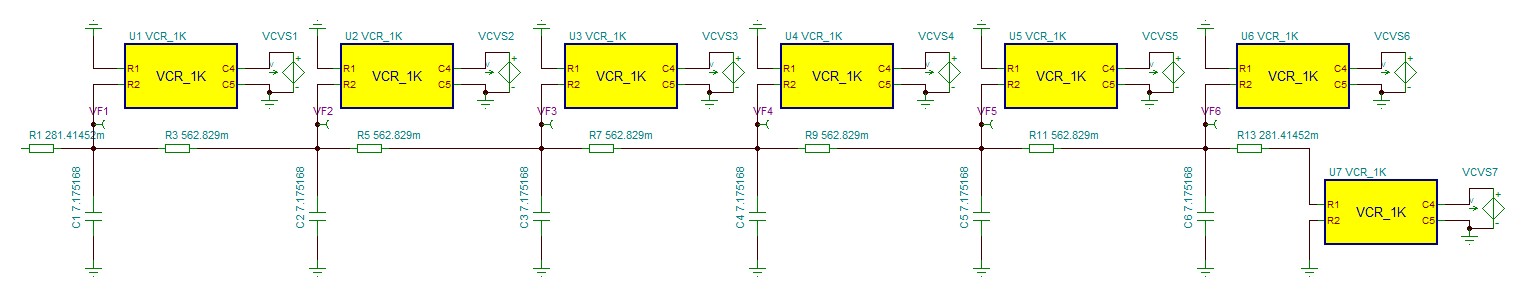 U1 VCR_1K
VCVS1
U2 VCR_1K
VCVS2
U3 VCR_1K
VCVS3
U4 VCR_1K
VCVS4
U5 VCR_1K
VCVS5
U6 VCR_1K
VCVS6
R1 C4
VCR_1K
R2 C5
V
+
-
R1 C4
VCR_1K
R2 C5
V
+
-
R1 C4
VCR_1K
R2 C5
V
+
-
R1 C4
VCR_1K
R2 C5
V
+
-
R1 C4
VCR_1K
R2 C5
V
+
-
R1 C4
VCR_1K
R2 C5
V
+
-
VF1
VF2
VF3
VF4
VF5
VF6
R1 281.41452m
R3 562.829m
R5 562.829m
R7 562.829m
R9 562.829m
R11 562.829m
R13 281.41452m
C1 7.175168
C2 7.175168
C3 7.175168
C4 7.175168
C5 7.175168
C6 7.175168
U7 VCR_1K
VCVS7
R1 C4
VCR_1K
R2 C5
V
+
-